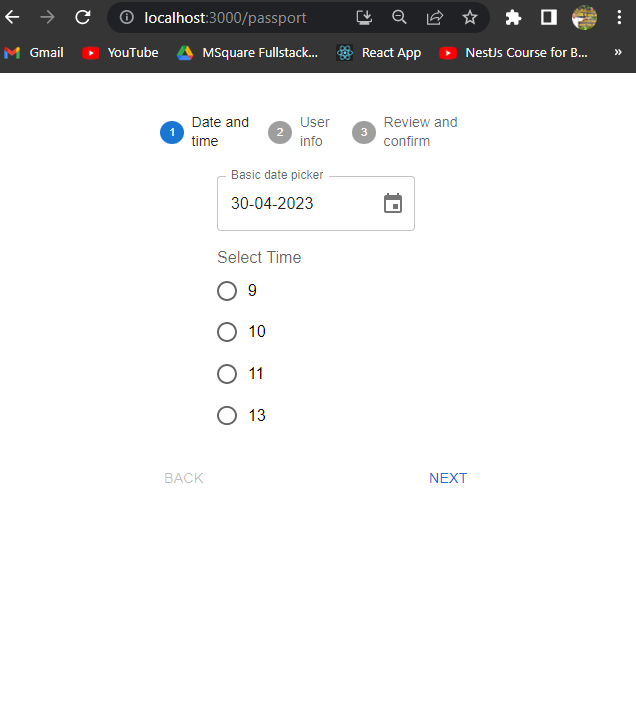 localhost:3000/passport
Gmail YouTube MSquare Fullstack... React App NestJs Course for B... »
1 Date and time
2 User info
3 Review and confirm
Basic date picker
30-04-2023
Select Time
9
10
11
13
BACK NEXT